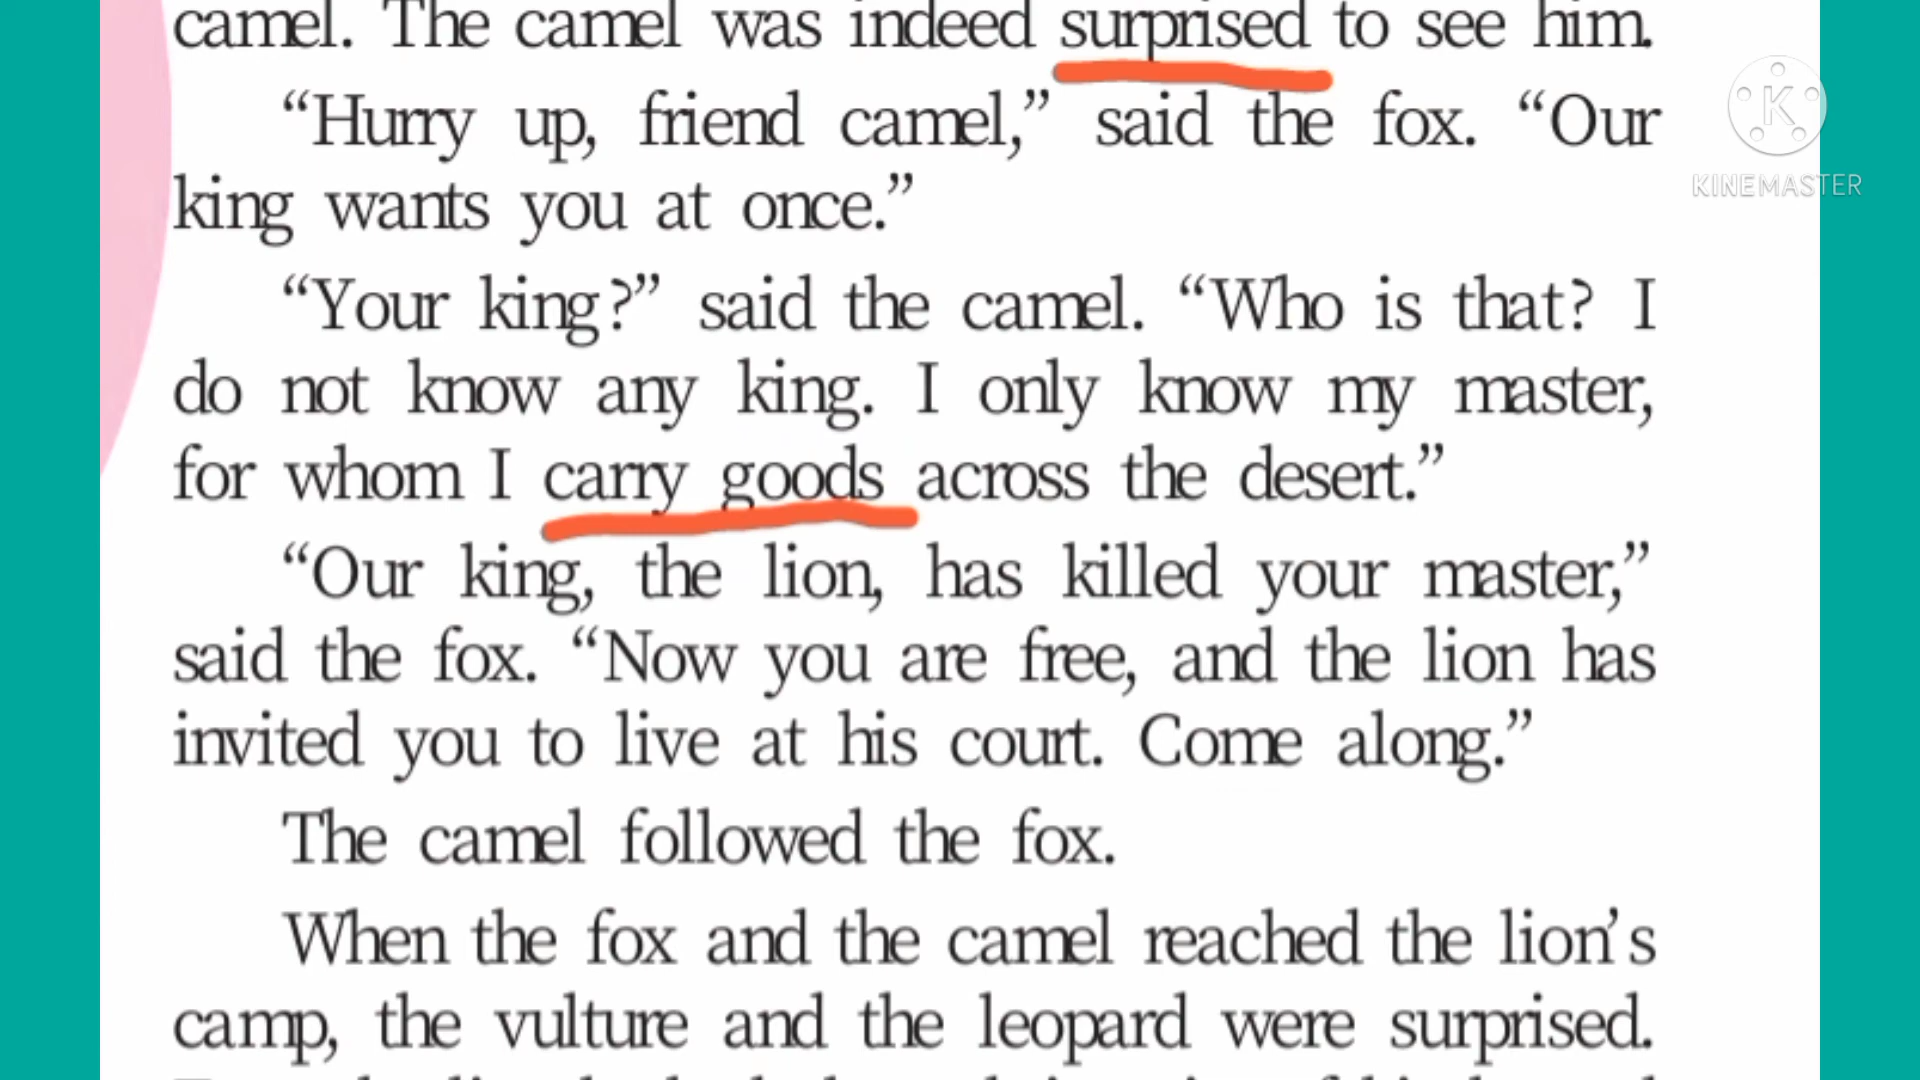 camel. The camel was indeed surprised to see him.
“Hurry up, friend camel,” said the fox. “Our
king wants you at once.”
“Your king?” said the camel. “Who is that? I
do not know any king. I only know my master,
for whom I carry goods across the desert.”
“Our king, the lion, has killed your master,”
said the fox. “Now you are free, and the lion has
invited you to live at his court. Come along.”
The camel followed the fox.
When the fox and the camel reached the lion’s
camp, the vulture and the leopard were surprised.
K
KINEMASTER